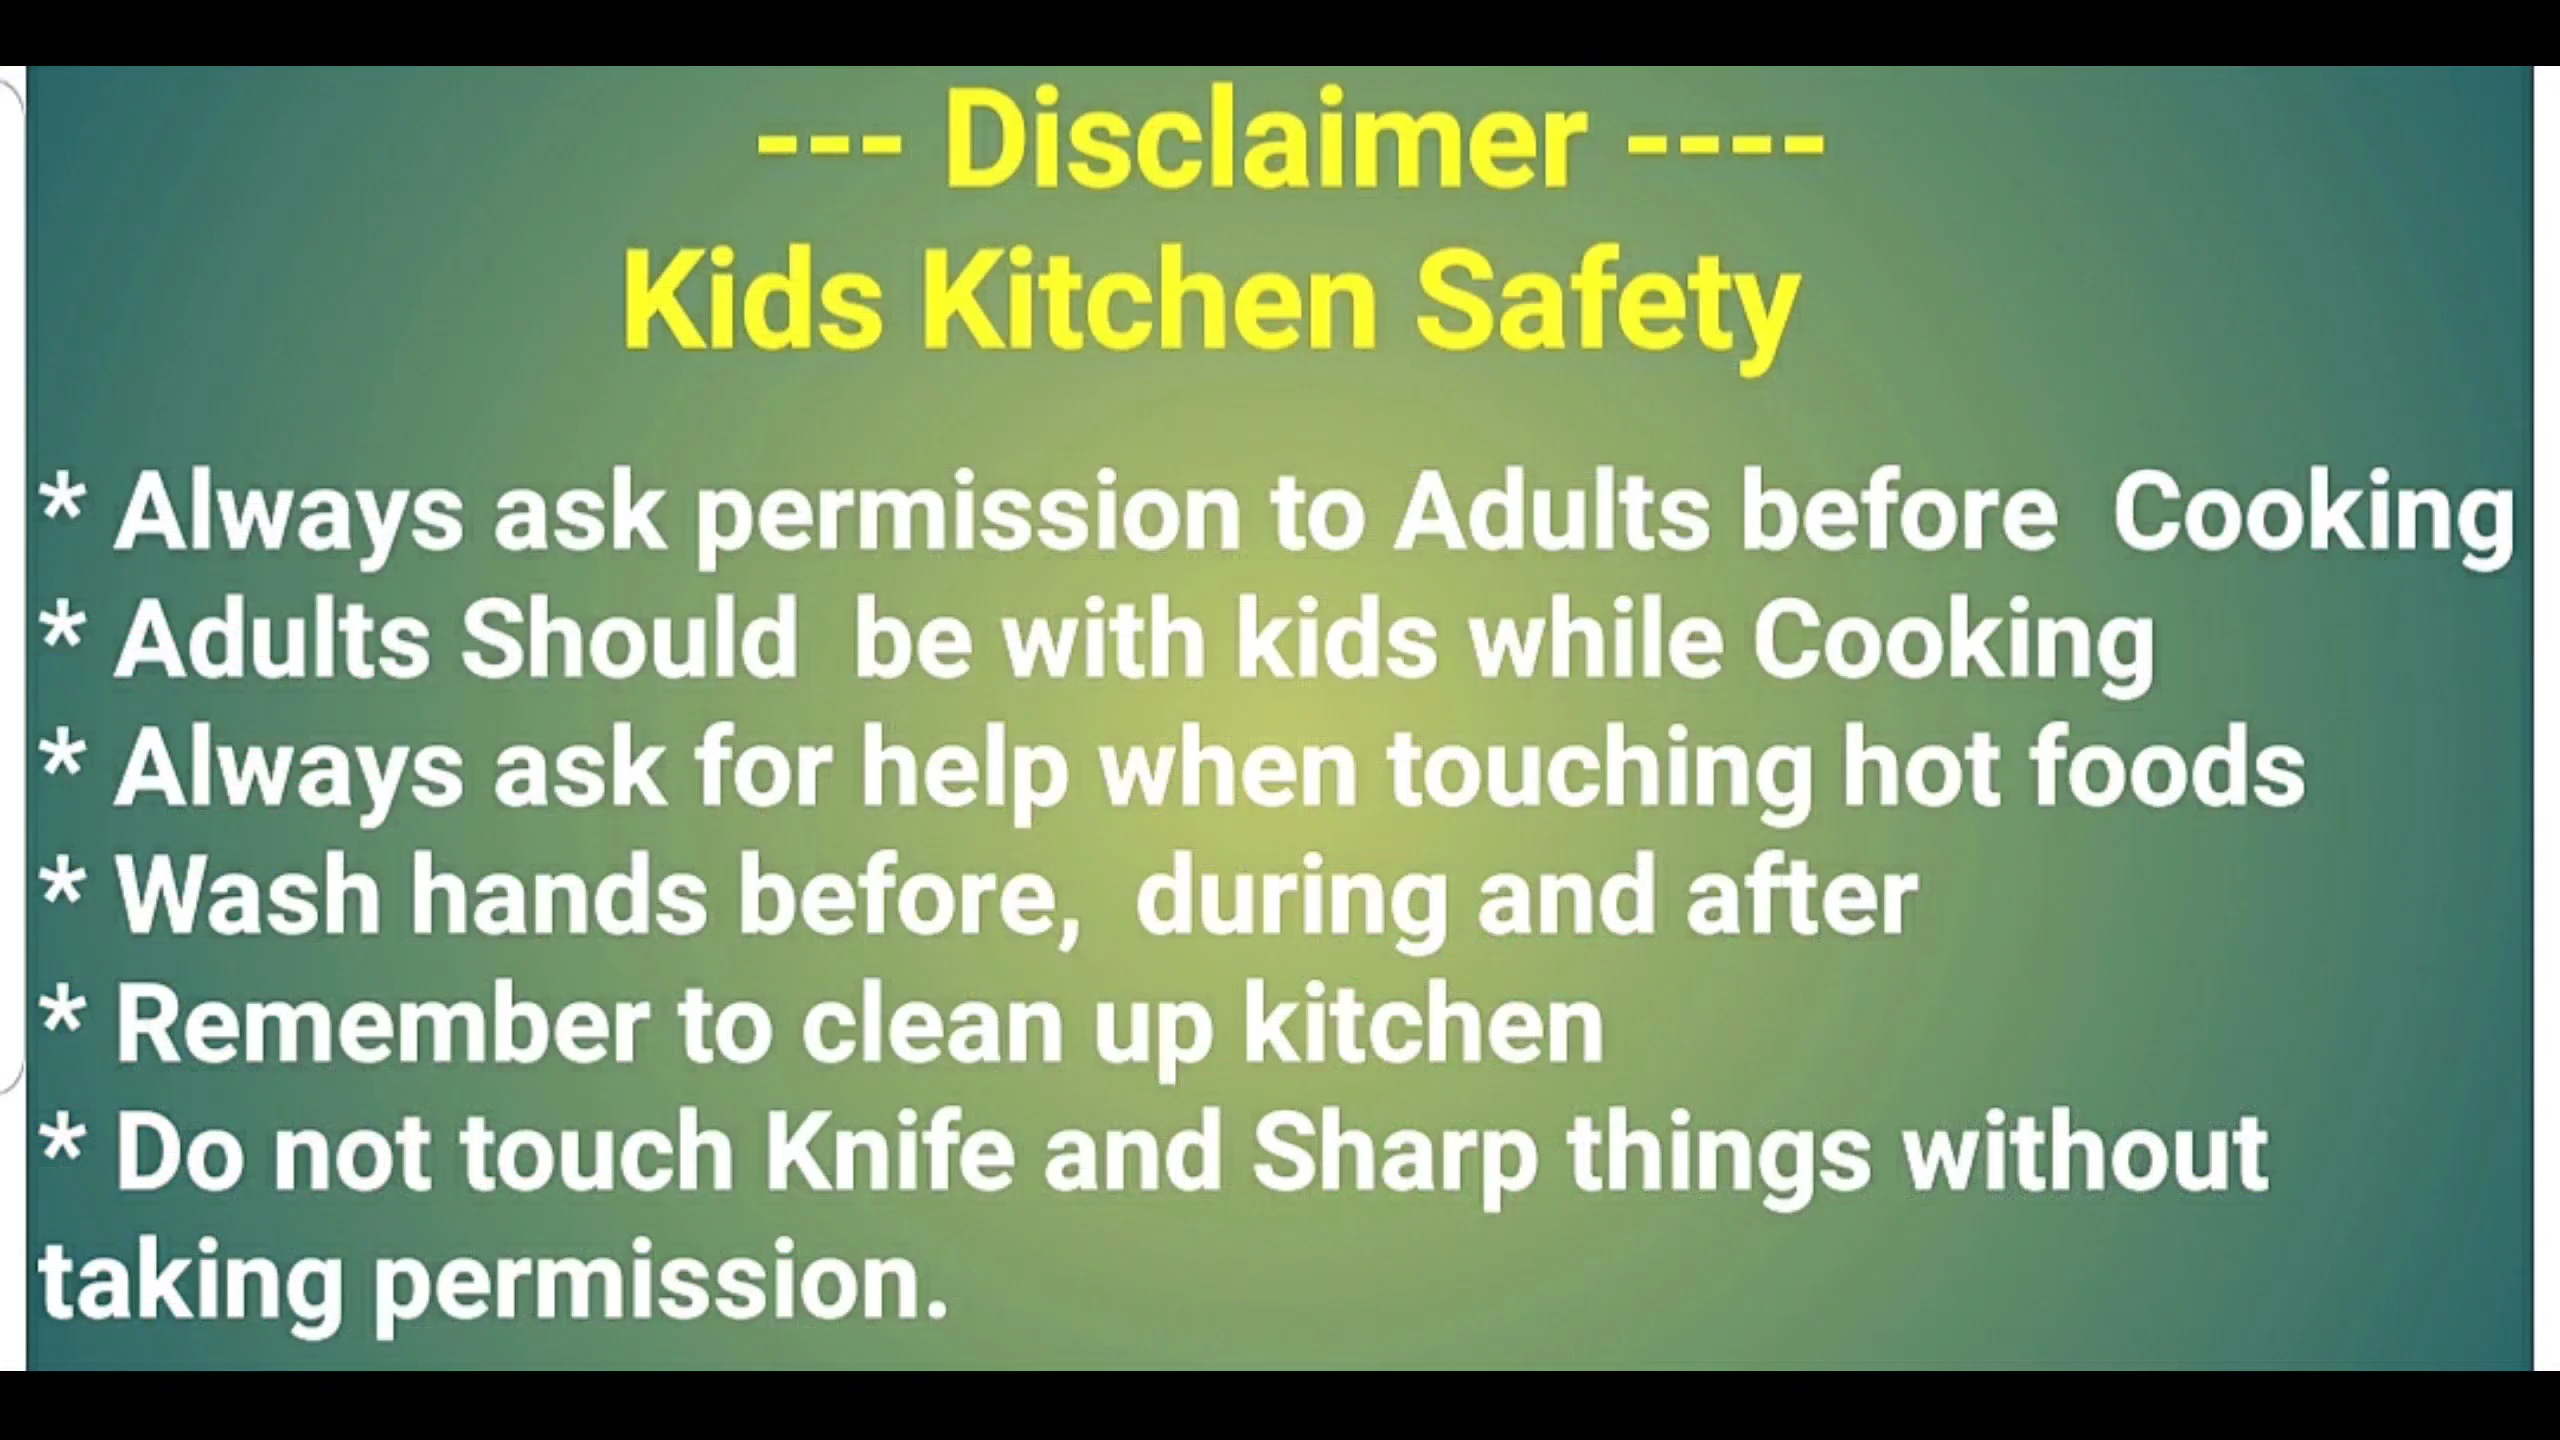 --- Disclaimer ----
Kids Kitchen Safety
* Always ask permission to Adults before  Cooking
* Adults Should  be with kids while Cooking
* Always ask for help when touching hot foods
* Wash hands before,  during and after
* Remember to clean up kitchen
* Do not touch Knife and Sharp things without
taking permission.